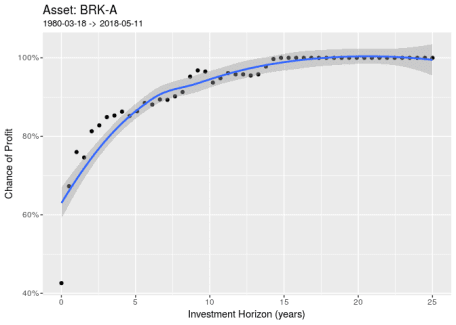 Asset: BRK-A
1980-03-18 -> 2018-05-11
100%
80%
60%
40%
Chance of Profit
0 5 10 15 20 25
Investment Horizon (years)